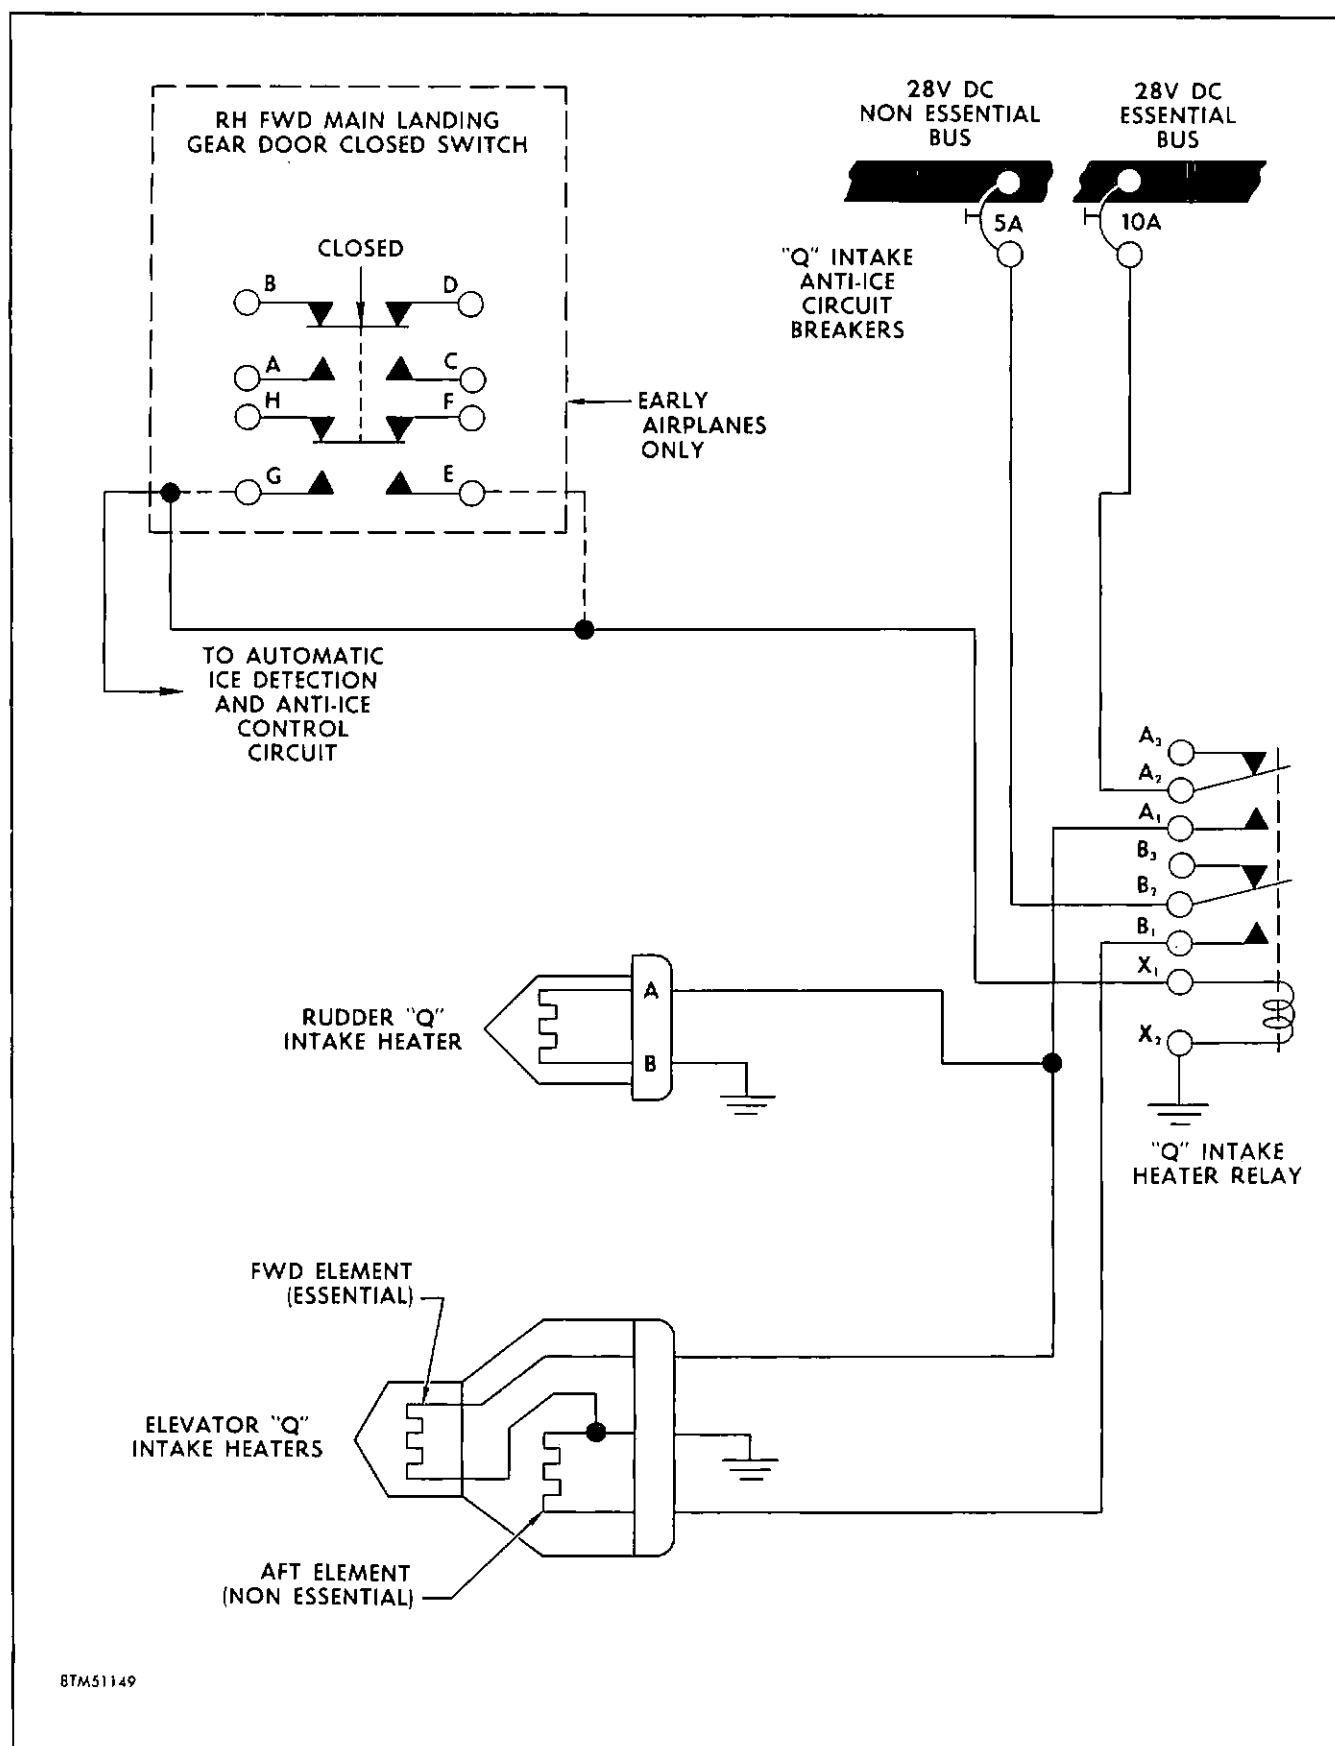 RH FWD MAIN LANDING
GEAR DOOR CLOSED SWITCH
CLOSED
B
D
A
C
H
F
G
E
EARLY
AIRPLANES
ONLY
28V DC
NON ESSENTIAL
BUS
28V DC
ESSENTIAL
BUS
5A
10A
"Q" INTAKE
ANTI-ICE
CIRCUIT
BREAKERS
TO AUTOMATIC
ICE DETECTION
AND ANTI-ICE
CONTROL
CIRCUIT
A₃
A₂
A₁
B₃
B₂
B₁
X₁
X₂
"Q" INTAKE
HEATER RELAY
RUDDER "Q"
INTAKE HEATER
A
B
FWD ELEMENT
(ESSENTIAL)
ELEVATOR "Q"
INTAKE HEATERS
AFT ELEMENT
(NON ESSENTIAL)
BTM51149